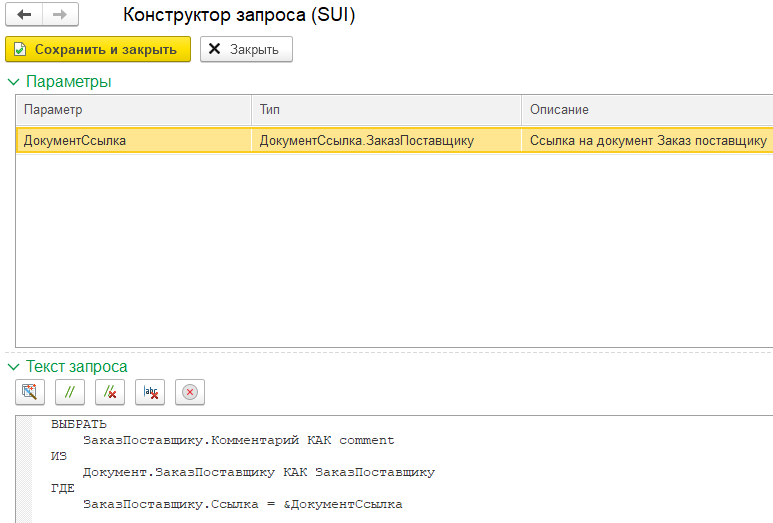 Конструктор запроса (SUI)
Сохранить и закрыть
Закрыть
Параметры
Параметр Тип Описание
ДокументСсылка ДокументСсылка.ЗаказПоставщику Ссылка на документ Заказ поставщику
Текст запроса
// // abc
ВЫБРАТЬ
ЗаказПоставщику.Комментарий КАК comment
ИЗ
Документ.ЗаказПоставщику КАК ЗаказПоставщику
ГДЕ
ЗаказПоставщику.Ссылка = &ДокументСсылка